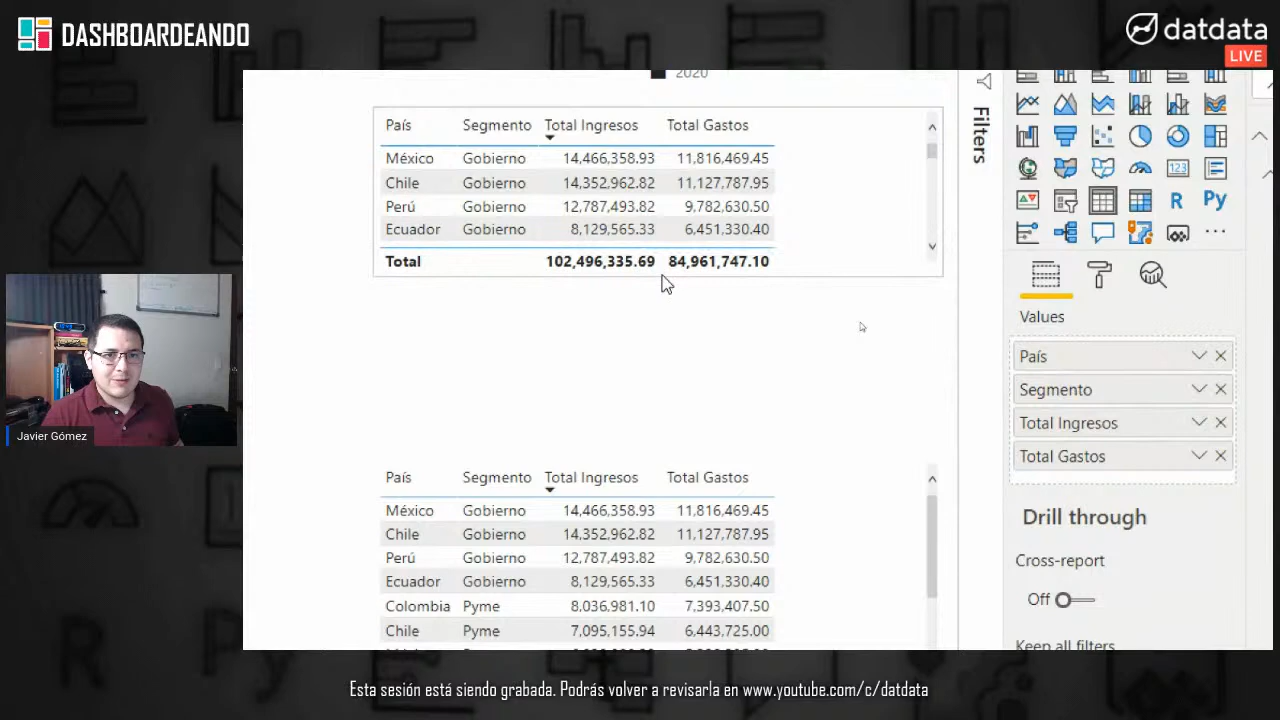 DASHBOARDEANDO
datdata
LIVE
2020
País Segmento Total Ingresos Total Gastos
México Gobierno 14,466,358.93 11,816,469.45
Chile Gobierno 14,352,962.82 11,127,787.95
Perú Gobierno 12,787,493.82 9,782,630.50
Ecuador Gobierno 8,129,565.33 6,451,330.40
Total 102,496,335.69 84,961,747.10
País Segmento Total Ingresos Total Gastos
México Gobierno 14,466,358.93 11,816,469.45
Chile Gobierno 14,352,962.82 11,127,787.95
Perú Gobierno 12,787,493.82 9,782,630.50
Ecuador Gobierno 8,129,565.33 6,451,330.40
Colombia Pyme 8,036,981.10 7,393,407.50
Chile Pyme 7,095,155.94 6,443,725.00
Filters
123
R
Py
Values
País
Segmento
Total Ingresos
Total Gastos
Drill through
Cross-report
Off
Keep all filters
Javier Gómez
Esta sesión está siendo grabada. Podrás volver a revisarla en www.youtube.com/c/datdata